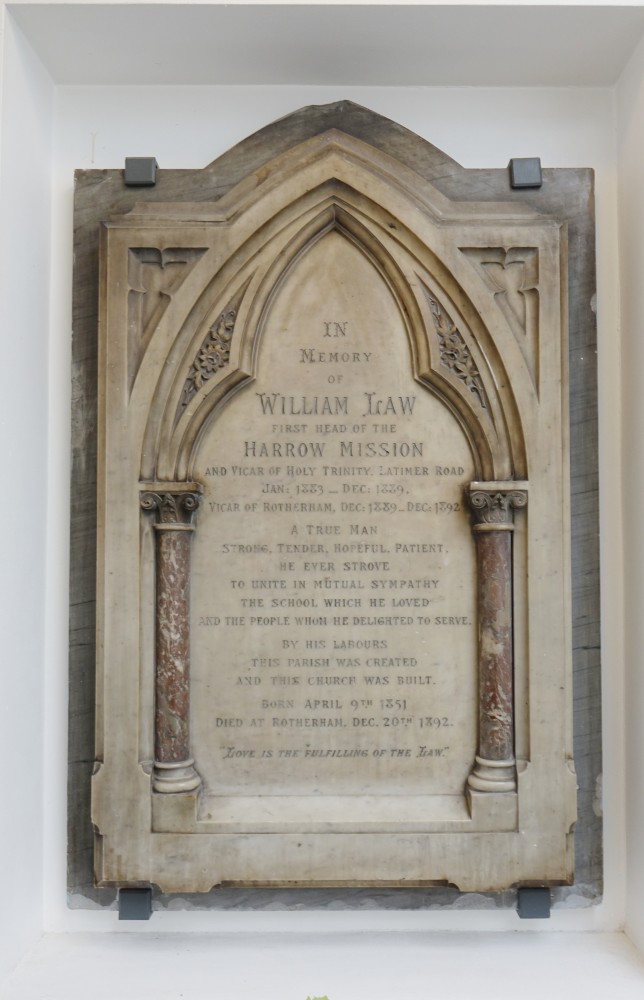 IN
MEMORY
OF
WILLIAM LAW
FIRST HEAD OF THE
HARROW MISSION
AND VICAR OF HOLY TRINITY, LATIMER ROAD
JAN: 1883 – DEC: 1889.
VICAR OF ROTHERHAM, DEC: 1889 – DEC: 1892
A TRUE MAN
STRONG, TENDER, HOPEFUL, PATIENT,
HE EVER STROVE
TO UNITE IN MUTUAL SYMPATHY
THE SCHOOL WHICH HE LOVED
AND THE PEOPLE WHOM HE DELIGHTED TO SERVE.
BY HIS LABOURS
THIS PARISH WAS CREATED
AND THIS CHURCH WAS BUILT.
BORN APRIL 9TH 1851
DIED AT ROTHERHAM, DEC. 20TH 1892.
"LOVE IS THE FULFILLING OF THE LAW."